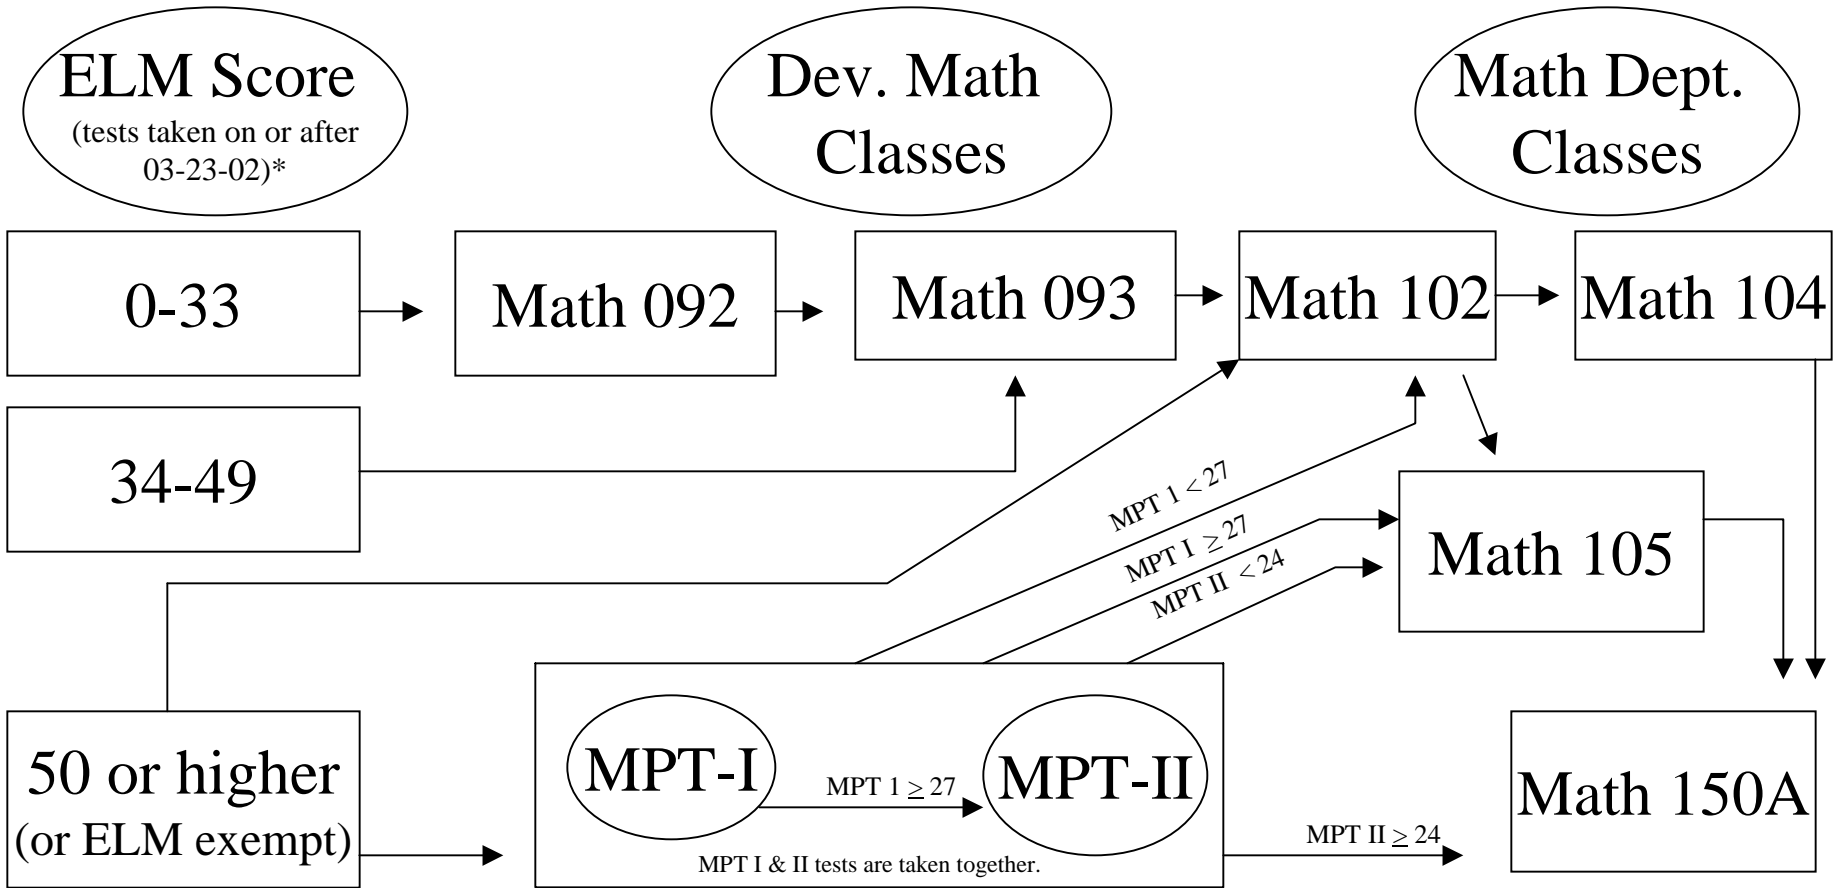 ELM Score
(tests taken on or after
03-23-02)*
Dev. Math
Classes
Math Dept.
Classes
0-33
Math 092
Math 093
Math 102
Math 104
34-49
MPT 1 < 27
MPT I ≥ 27
MPT II < 24
Math 105
50 or higher
(or ELM exempt)
MPT-I
MPT 1 ≥ 27
MPT-II
MPT I & II tests are taken together.
MPT II ≥ 24
Math 150A